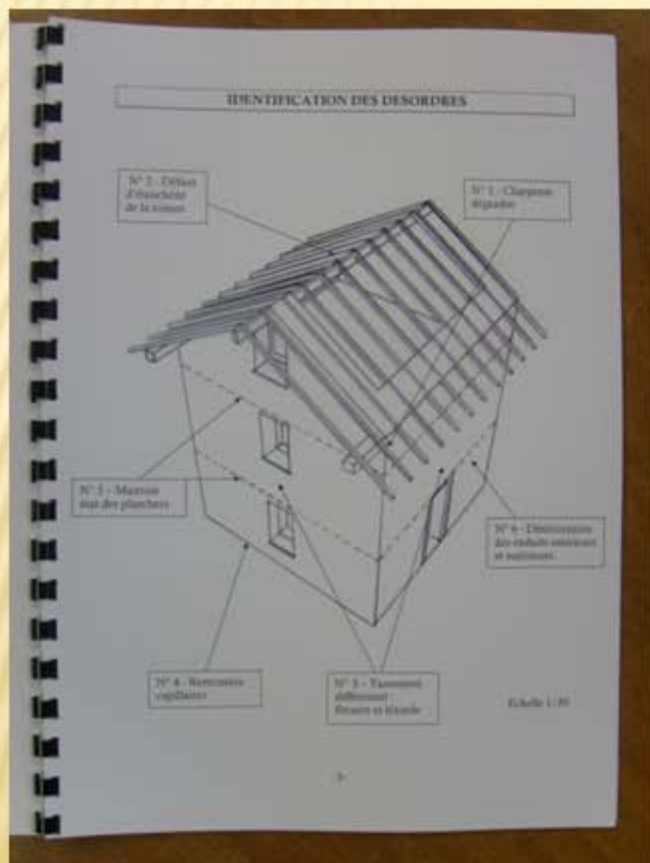 IDENTIFICATION DES DESORDRES
N° 2 - Défaut
d'étanchéité
de la toiture
N° 1 - Charpente
dégradée
N° 5 - Mauvais
état des planchers
N° 6 - Détérioration
des enduits intérieurs
et extérieurs
N° 4 - Remontées
capillaires
N° 3 - Tassement
différentiel
fissures et lézarde
Echelle 1/